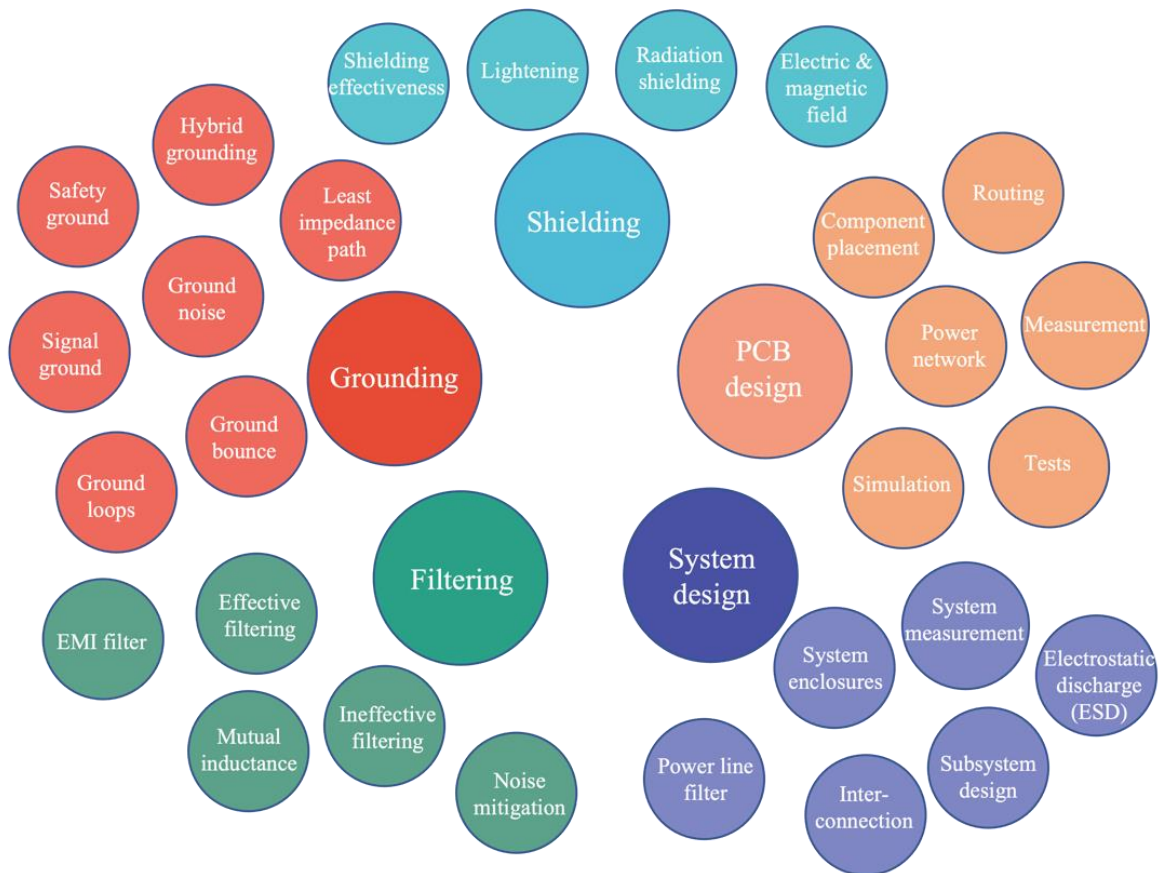 Shielding
effectiveness
Lightening
Radiation
shielding
Electric &
magnetic
field
Shielding
Hybrid
grounding
Safety
ground
Least
impedance
path
Ground
noise
Signal
ground
Grounding
Ground
bounce
Ground
loops
Routing
Component
placement
Measurement
Power
network
PCB
design
Tests
Simulation
Filtering
Effective
filtering
EMI filter
Ineffective
filtering
Mutual
inductance
Noise
mitigation
System
design
System
measurement
System
enclosures
Electrostatic
discharge
(ESD)
Power line
filter
Subsystem
design
Inter-
connection